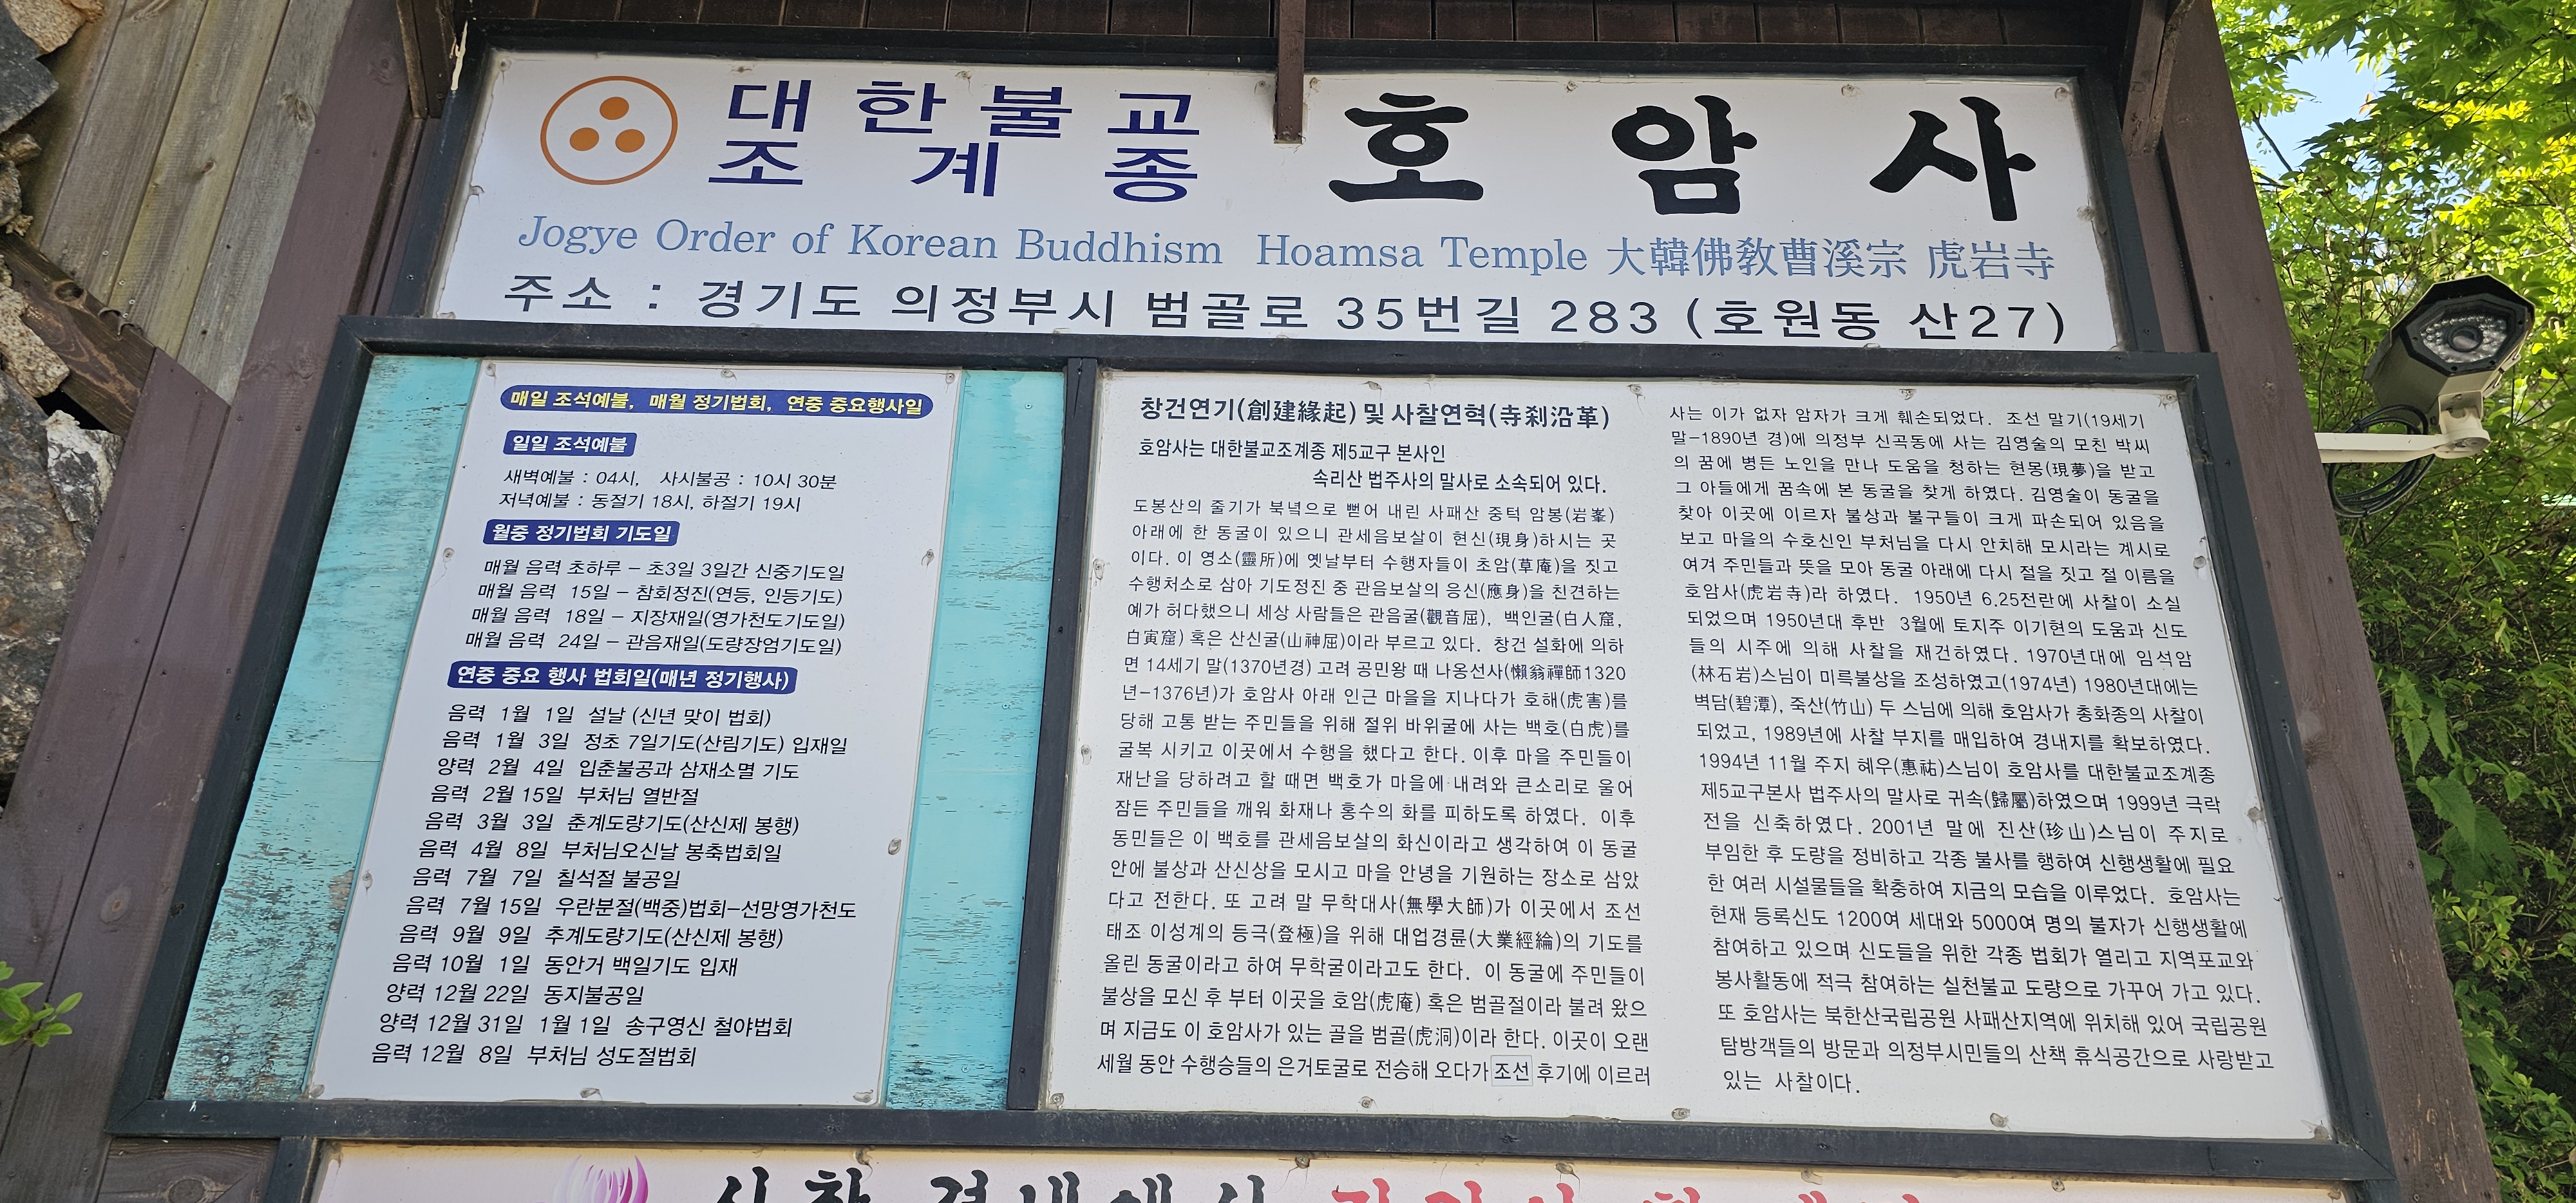 대한불교
조계종
호암사
Jogye Order of Korean Buddhism Hoamsa Temple 大韓佛敎曹溪宗 虎岩寺
주소 : 경기도 의정부시 범골로 35번길 283 (호원동 산27)
매일 조석예불, 매월 정기법회, 연중 중요행사일
일일 조석예불
새벽예불 : 04시, 사시불공 : 10시 30분
저녁예불 : 동절기 18시, 하절기 19시
월중 정기법회 기도일
매월 음력 초하루 - 초3일 3일간 신중기도일
매월 음력 15일 - 참회정진(연등, 인등기도)
매월 음력 18일 - 지장재일(영가천도기도일)
매월 음력 24일 - 관음재일(도량장엄기도일)
연중 중요 행사 법회일(매년 정기행사)
음력 1월 1일 설날 (신년 맞이 법회)
음력 1월 3일 정초 7일기도(산림기도) 입재일
양력 2월 4일 입춘불공과 삼재소멸 기도
음력 2월 15일 부처님 열반절
음력 3월 3일 춘계도량기도(산신제 봉행)
음력 4월 8일 부처님오신날 봉축법회일
음력 7월 7일 칠석절 불공일
음력 7월 15일 우란분절(백중)법회-선망영가천도
음력 9월 9일 추계도량기도(산신제 봉행)
음력 10월 1일 동안거 백일기도 입재
양력 12월 22일 동지불공일
양력 12월 31일 1월 1일 송구영신 철야법회
음력 12월 8일 부처님 성도절법회
창건연기(創建緣起) 및 사찰연혁(寺刹沿革)
호암사는 대한불교조계종 제5교구 본사인
속리산 법주사의 말사로 소속되어 있다.
도봉산의 줄기가 북녘으로 뻗어 내린 사패산 중턱 암봉(岩峯)
아래에 한 동굴이 있으니 관세음보살이 현신(現身)하시는 곳
이다. 이 영소(靈所)에 옛날부터 수행자들이 초암(草庵)을 짓고
수행처소로 삼아 기도정진 중 관음보살의 응신(應身)을 친견하는
예가 허다했으니 세상 사람들은 관음굴(觀音屈), 백인굴(白人窟,
白寅窟) 혹은 산신굴(山神屈)이라 부르고 있다. 창건 설화에 의하
면 14세기 말(1370년경) 고려 공민왕 때 나옹선사(懶翁禪師1320
년-1376년)가 호암사 아래 인근 마을을 지나다가 호해(虎害)를
당해 고통 받는 주민들을 위해 절위 바위굴에 사는 백호(白虎)를
굴복 시키고 이곳에서 수행을 했다고 한다. 이후 마을 주민들이
재난을 당하려고 할 때면 백호가 마을에 내려와 큰소리로 울어
잠든 주민들을 깨워 화재나 홍수의 화를 피하도록 하였다. 이후
동민들은 이 백호를 관세음보살의 화신이라고 생각하여 이 동굴
안에 불상과 산신상을 모시고 마을 안녕을 기원하는 장소로 삼았
다고 전한다. 또 고려 말 무학대사(無學大師)가 이곳에서 조선
태조 이성계의 등극(登極)을 위해 대업경륜(大業經綸)의 기도를
올린 동굴이라고 하여 무학굴이라고도 한다. 이 동굴에 주민들이
불상을 모신 후 부터 이곳을 호암(虎庵) 혹은 범골절이라 불려 왔으
며 지금도 이 호암사가 있는 골을 범골(虎洞)이라 한다. 이곳이 오랜
세월 동안 수행승들의 은거토굴로 전승해 오다가 조선 후기에 이르러
사는 이가 없자 암자가 크게 훼손되었다. 조선 말기(19세기
말-1890년 경)에 의정부 신곡동에 사는 김영술의 모친 박씨
의 꿈에 병든 노인을 만나 도움을 청하는 현몽(現夢)을 받고
그 아들에게 꿈속에 본 동굴을 찾게 하였다. 김영술이 동굴을
찾아 이곳에 이르자 불상과 불구들이 크게 파손되어 있음을
보고 마을의 수호신인 부처님을 다시 안치해 모시라는 계시로
여겨 주민들과 뜻을 모아 동굴 아래에 다시 절을 짓고 절 이름을
호암사(虎岩寺)라 하였다. 1950년 6.25전란에 사찰이 소실
되었으며 1950년대 후반 3월에 토지주 이기현의 도움과 신도
들의 시주에 의해 사찰을 재건하였다. 1970년대에 임석암
(林石岩)스님이 미륵불상을 조성하였고(1974년) 1980년대에는
벽담(碧潭), 죽산(竹山) 두 스님에 의해 호암사가 총화종의 사찰이
되었고, 1989년에 사찰 부지를 매입하여 경내지를 확보하였다.
1994년 11월 주지 혜우(惠祐)스님이 호암사를 대한불교조계종
제5교구본사 법주사의 말사로 귀속(歸屬)하였으며 1999년 극락
전을 신축하였다. 2001년 말에 진산(珍山)스님이 주지로
부임한 후 도량을 정비하고 각종 불사를 행하여 신행생활에 필요
한 여러 시설물들을 확충하여 지금의 모습을 이루었다. 호암사는
현재 등록신도 1200여 세대와 5000여 명의 불자가 신행생활에
참여하고 있으며 신도들을 위한 각종 법회가 열리고 지역포교와
봉사활동에 적극 참여하는 실천불교 도량으로 가꾸어 가고 있다.
또 호암사는 북한산국립공원 사패산지역에 위치해 있어 국립공원
탐방객들의 방문과 의정부시민들의 산책 휴식공간으로 사랑받고
있는 사찰이다.